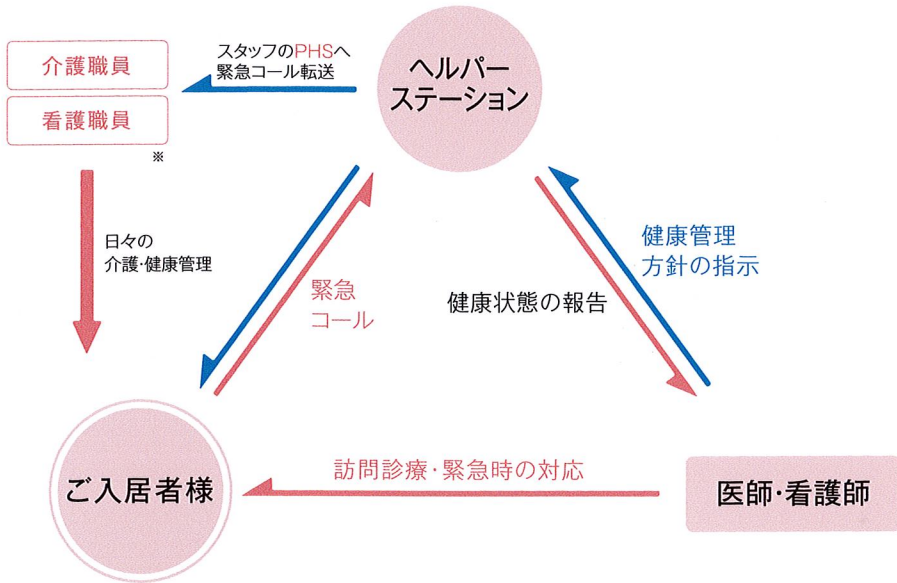 介護職員
看護職員
※
スタッフのPHSへ
緊急コール転送
ヘルパー
ステーション
日々の
介護・健康管理
緊急
コール
健康状態の報告
健康管理
方針の指示
ご入居者様
訪問診療・緊急時の対応
医師・看護師